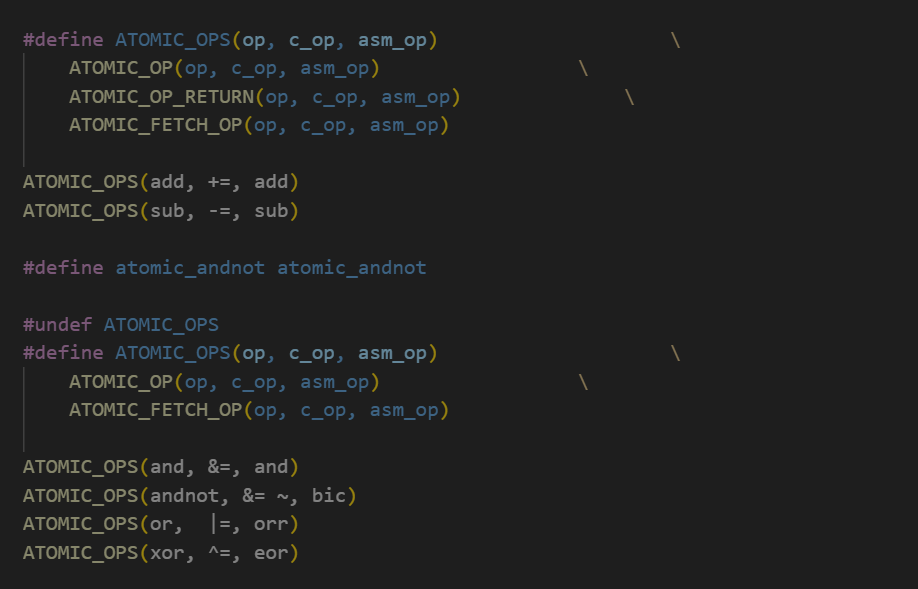 #define ATOMIC_OPS(op, c_op, asm_op) \
ATOMIC_OP(op, c_op, asm_op) \
ATOMIC_OP_RETURN(op, c_op, asm_op) \
ATOMIC_FETCH_OP(op, c_op, asm_op)
ATOMIC_OPS(add, +=, add)
ATOMIC_OPS(sub, -=, sub)
#define atomic_andnot atomic_andnot
#undef ATOMIC_OPS
#define ATOMIC_OPS(op, c_op, asm_op) \
ATOMIC_OP(op, c_op, asm_op) \
ATOMIC_FETCH_OP(op, c_op, asm_op)
ATOMIC_OPS(and, &=, and)
ATOMIC_OPS(andnot, &= ~, bic)
ATOMIC_OPS(or,  |=, orr)
ATOMIC_OPS(xor, ^=, eor)